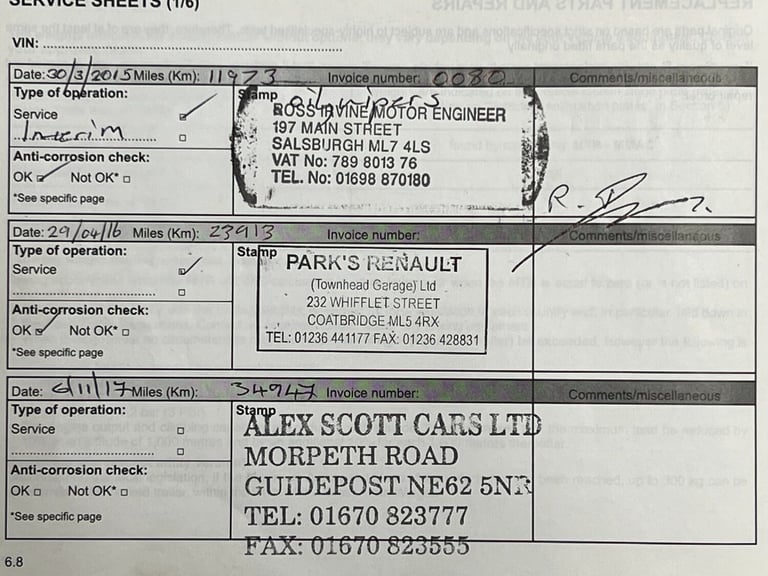 SERVICE SHEETS (1/6)
VIN:
Date: 30/3/2015 Miles (Km): 11973 Invoice number: 0080 Comments/miscellaneous
Type of operation:
Service
Interim
Anti-corrosion check:
OK Not OK*
*See specific page
Stamp oil wipers
ROSS IRVINE MOTOR ENGINEER
197 MAIN STREET
SALSBURGH ML7 4LS
VAT No: 789 8013 76
TEL. No: 01698 870180
Date: 29/04/16 Miles (Km): 23913 Invoice number: Comments/miscellaneous
Type of operation:
Service
Anti-corrosion check:
OK Not OK*
*See specific page
Stamp
PARK'S RENAULT
(Townhead Garage) Ltd
232 WHIFFLET STREET
COATBRIDGE ML5 4RX
TEL: 01236 441177 FAX: 01236 428831
Date: 6/11/17 Miles (Km): 34947 Invoice number: Comments/miscellaneous
Type of operation:
Service
Anti-corrosion check:
OK Not OK*
*See specific page
Stamp
ALEX SCOTT CARS LTD
MORPETH ROAD
GUIDEPOST NE62 5NR
TEL: 01670 823777
FAX: 01670 823555
6.8